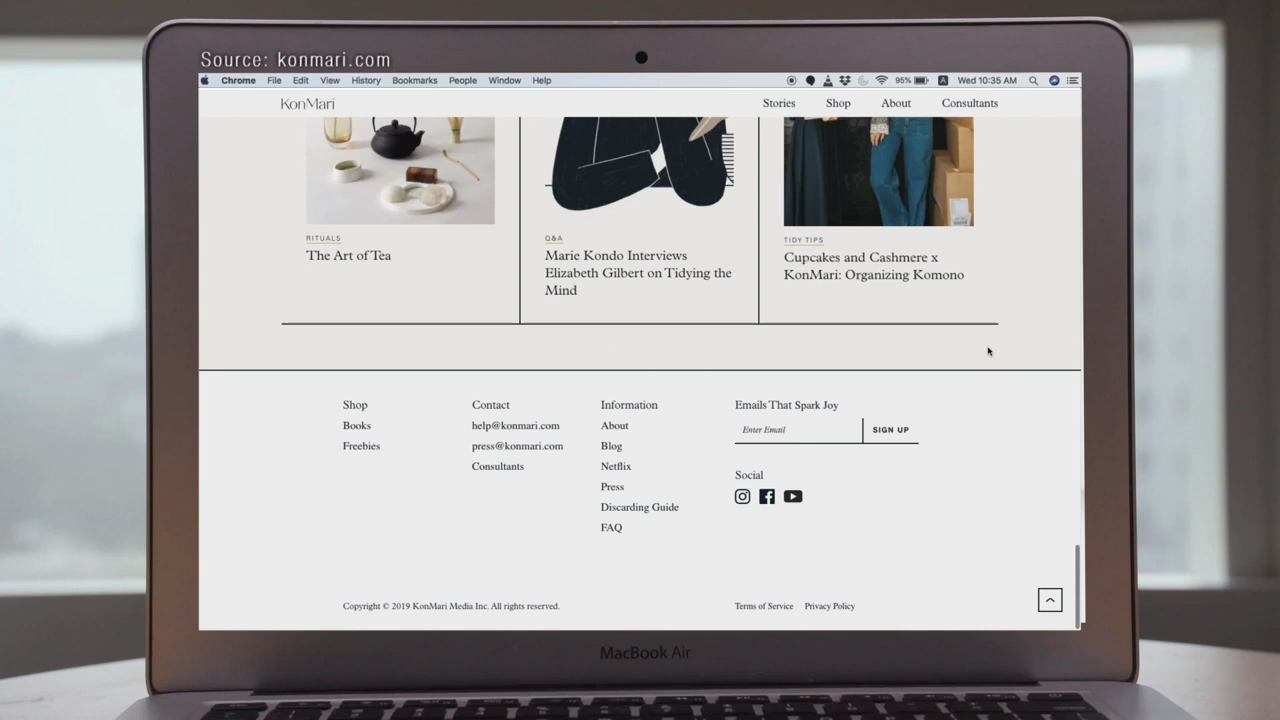 Source: konmari.com
Chrome File Edit View History Bookmarks People Window Help 95% A Wed 10:35 AM
KonMari Stories Shop About Consultants
RITUALS
The Art of Tea
Q&A
Marie Kondo Interviews
Elizabeth Gilbert on Tidying the
Mind
TIDY TIPS
Cupcakes and Cashmere x
KonMari: Organizing Komono
Shop
Books
Freebies
Contact
help@konmari.com
press@konmari.com
Consultants
Information
About
Blog
Netflix
Press
Discarding Guide
FAQ
Emails That Spark Joy
Enter Email SIGN UP
Social
Copyright © 2019 KonMari Media Inc. All rights reserved.
Terms of Service Privacy Policy
MacBook Air